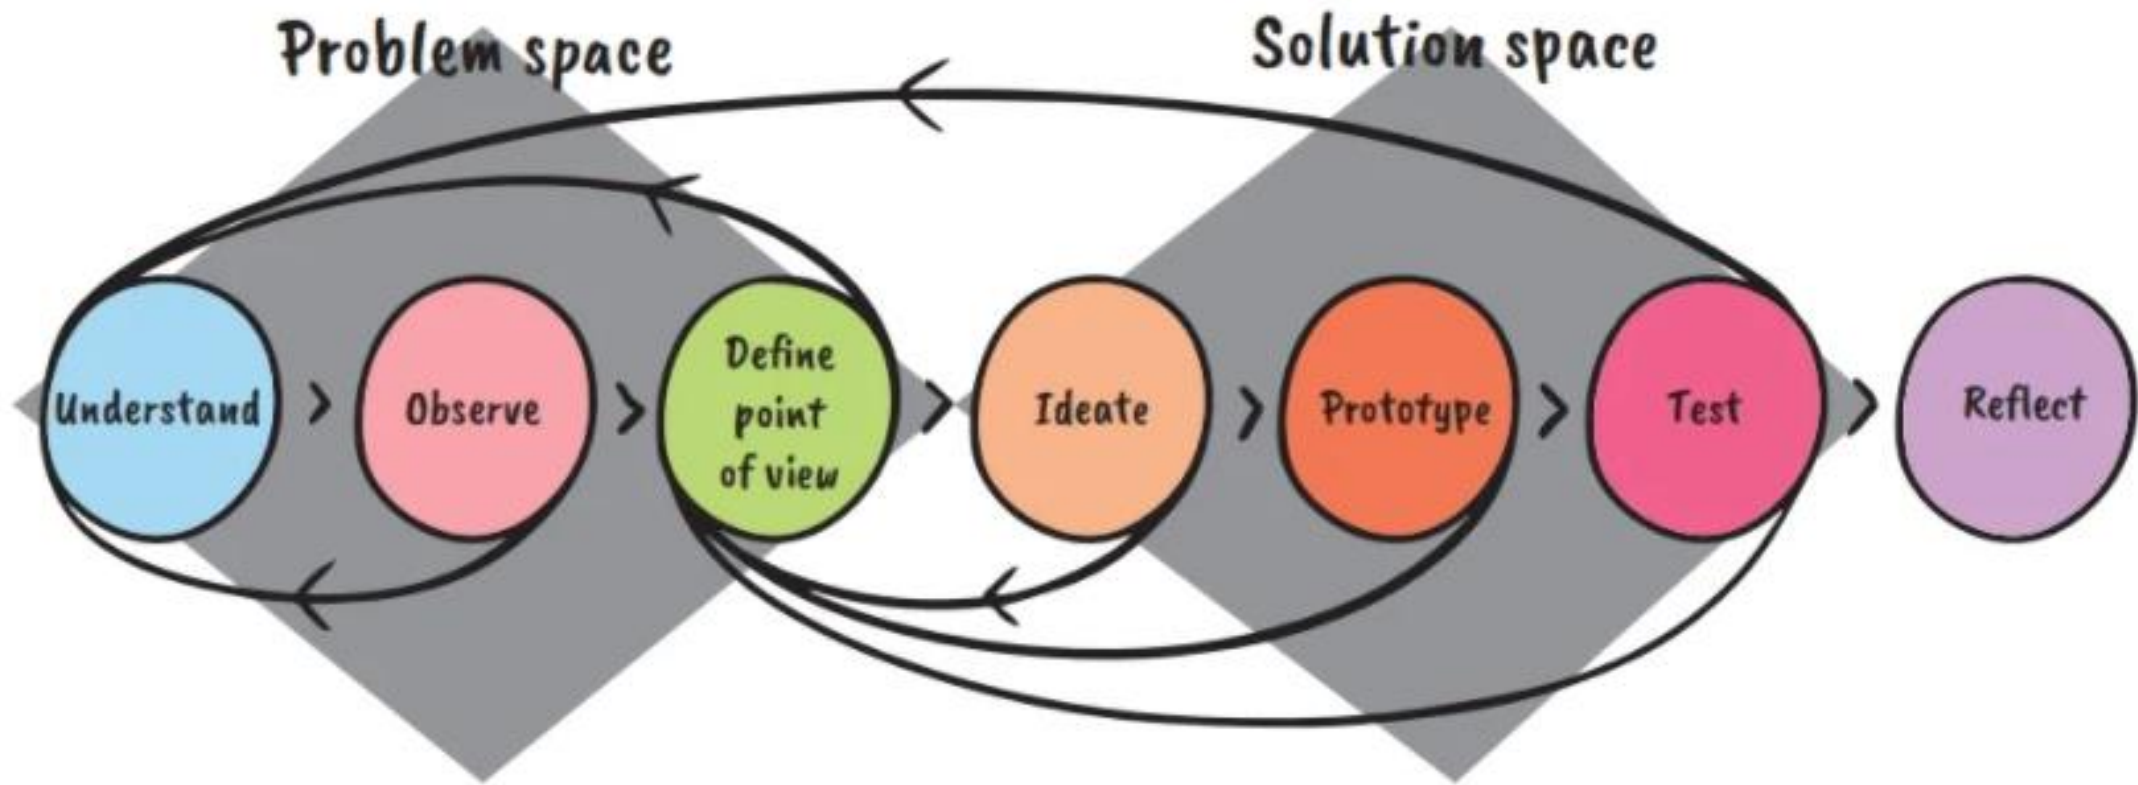 Problem space
Solution space
Understand
>
Observe
>
Define
point
of view
>
Ideate
>
Prototype
>
Test
>
Reflect